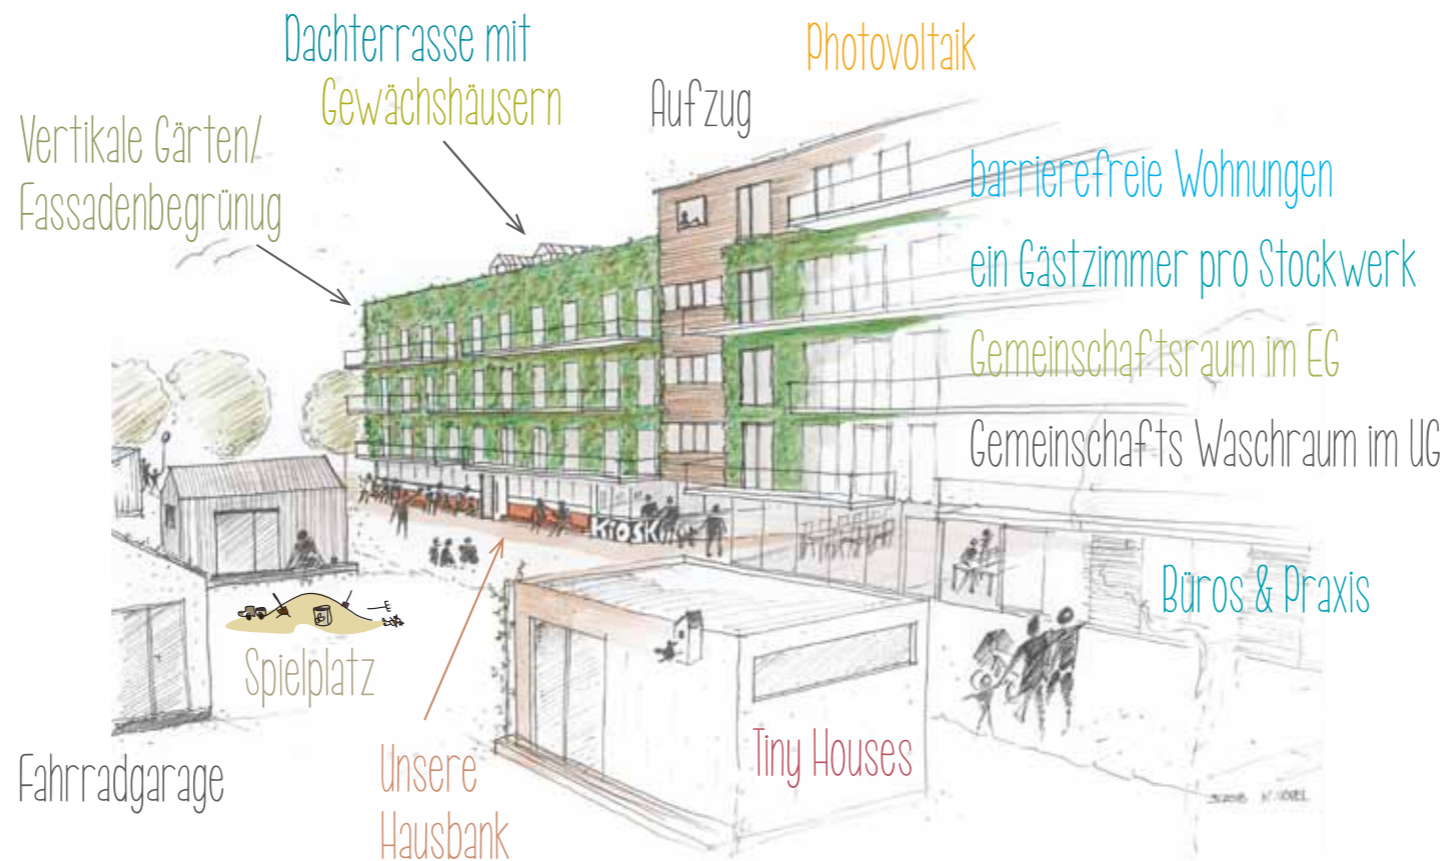 Dachterrasse mit
Gewächshäusern
Photovoltaik
Aufzug
Vertikale Gärten/
Fassadenbegrünug
barrierefreie Wohnungen
ein Gästzimmer pro Stockwerk
Gemeinschaftsraum im EG
Gemeinschafts Waschraum im UG
KIOSK
Büros & Praxis
Spielplatz
Tiny Houses
Fahrradgarage
Unsere
Hausbank